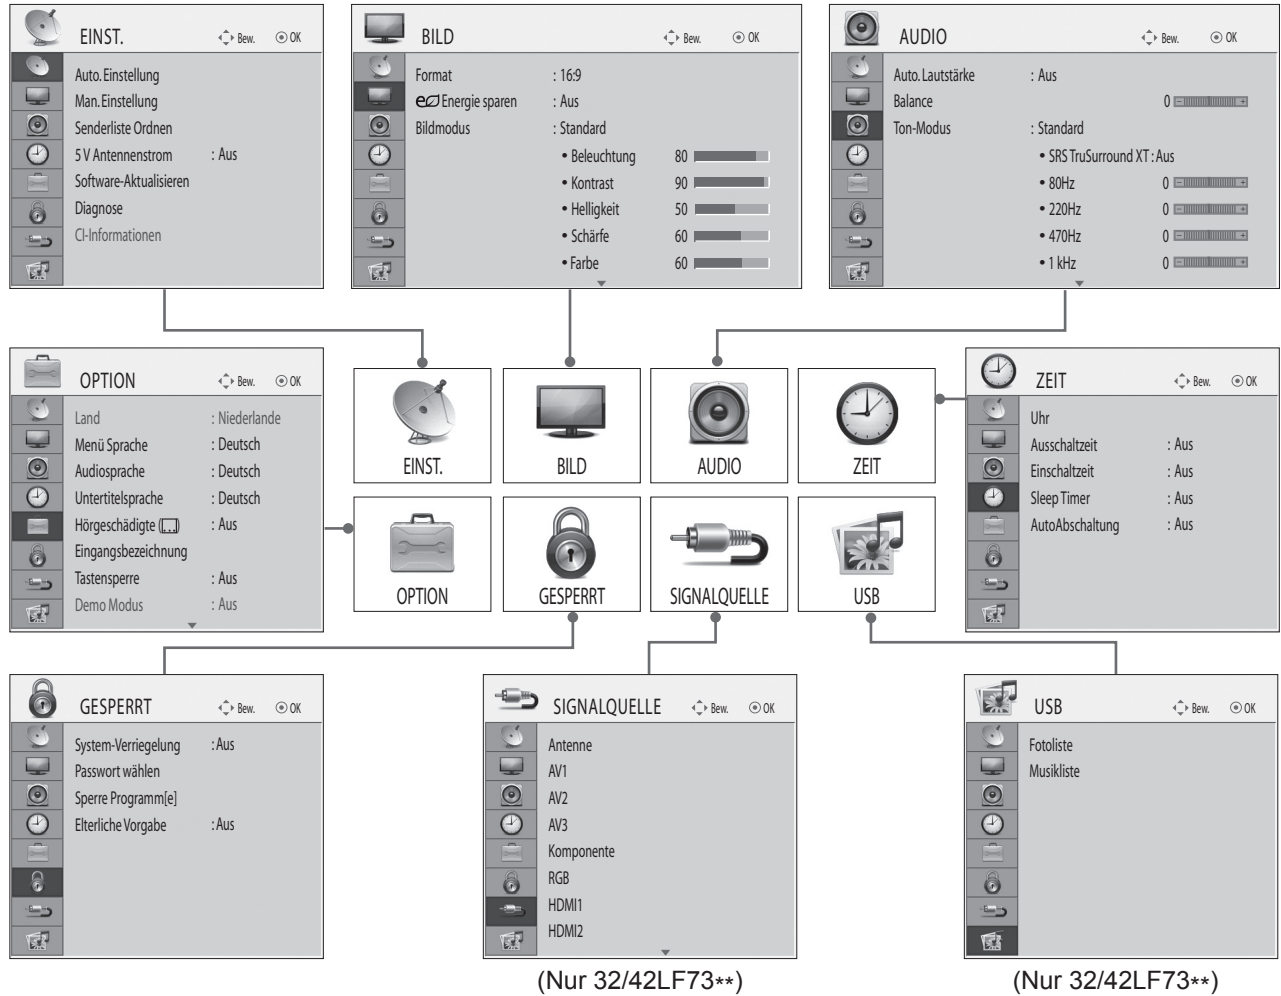 EINST. Bew. OK
Auto. Einstellung
Man. Einstellung
Senderliste Ordnen
5 V Antennenstrom : Aus
Software-Aktualisieren
Diagnose
CI-Informationen
BILD Bew. OK
Format : 16:9
Energie sparen : Aus
Bildmodus : Standard
• Beleuchtung 80
• Kontrast 90
• Helligkeit 50
• Schärfe 60
• Farbe 60
AUDIO Bew. OK
Auto. Lautstärke : Aus
Balance 0 - +
Ton-Modus : Standard
• SRS TruSurround XT : Aus
• 80Hz 0 - +
• 220Hz 0 - +
• 470Hz 0 - +
• 1 kHz 0 - +
OPTION Bew. OK
Land : Niederlande
Menü Sprache : Deutsch
Audiosprache : Deutsch
Untertitelsprache : Deutsch
Hörgeschädigte ( ) : Aus
Eingangsbezeichnung
Tastensperre : Aus
Demo Modus : Aus
EINST.
BILD
AUDIO
ZEIT
OPTION
GESPERRT
SIGNALQUELLE
USB
ZEIT Bew. OK
Uhr
Ausschaltzeit : Aus
Einschaltzeit : Aus
Sleep Timer : Aus
AutoAbschaltung : Aus
GESPERRT Bew. OK
System-Verriegelung : Aus
Passwort wählen
Sperre Programm[e]
Elterliche Vorgabe : Aus
SIGNALQUELLE Bew. OK
Antenne
AV1
AV2
AV3
Komponente
RGB
HDMI1
HDMI2
(Nur 32/42LF73**)
USB Bew. OK
Fotoliste
Musikliste
(Nur 32/42LF73**)